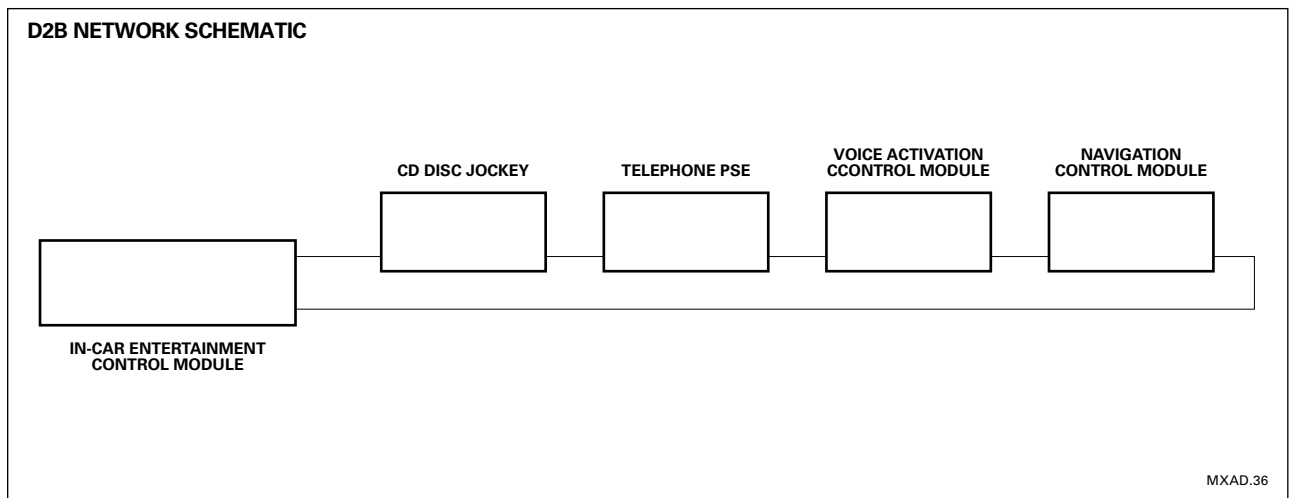 D2B NETWORK SCHEMATIC
CD DISC JOCKEY
TELEPHONE PSE
VOICE ACTIVATION
CCONTROL MODULE
NAVIGATION
CONTROL MODULE
IN-CAR ENTERTAINMENT
CONTROL MODULE
MXAD.36